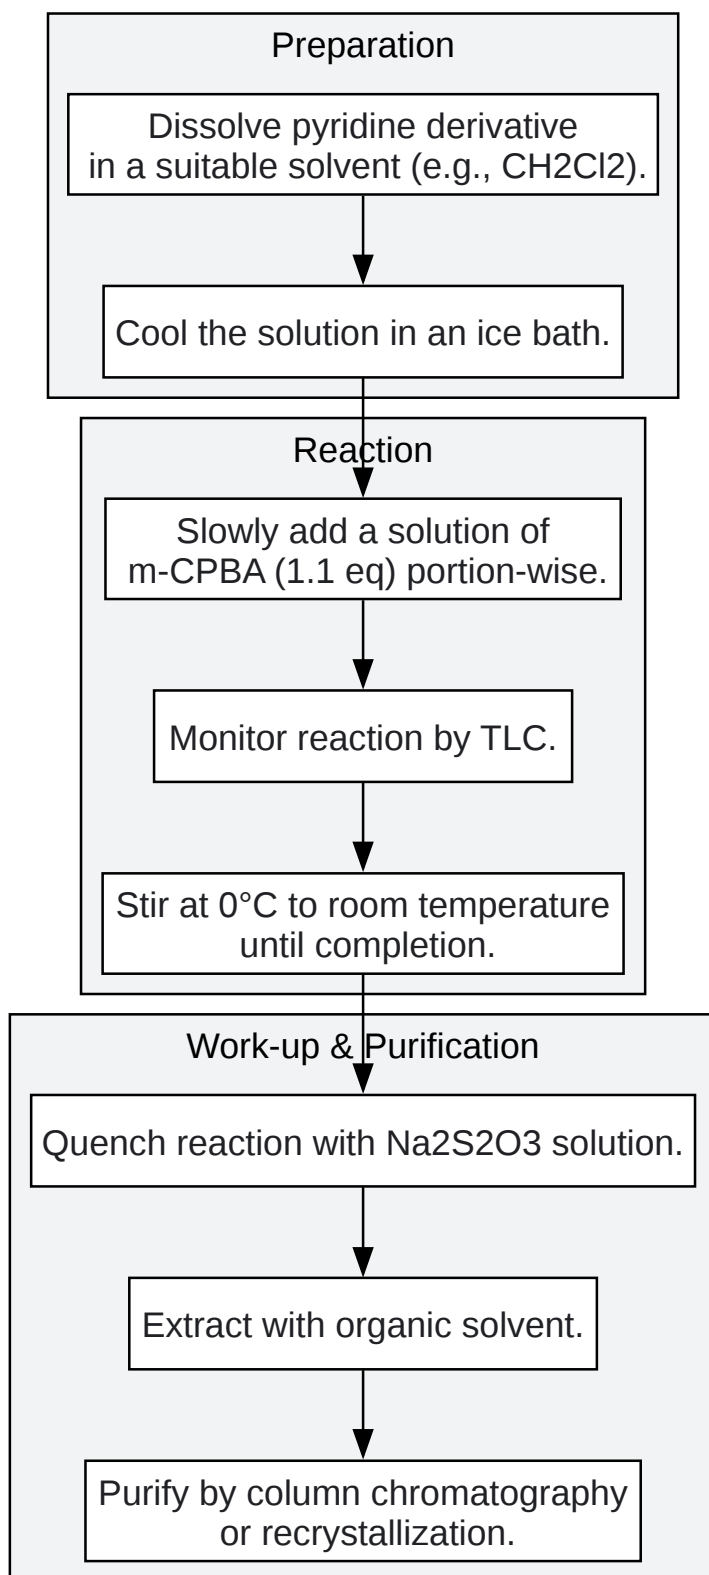 Preparation
Dissolve pyridine derivative
in a suitable solvent (e.g., CH2Cl2).
Cool the solution in an ice bath.
Reaction
Slowly add a solution of
m-CPBA (1.1 eq) portion-wise.
Monitor reaction by TLC.
Stir at 0°C to room temperature
until completion.
Work-up & Purification
Quench reaction with Na2S2O3 solution.
Extract with organic solvent.
Purify by column chromatography
or recrystallization.